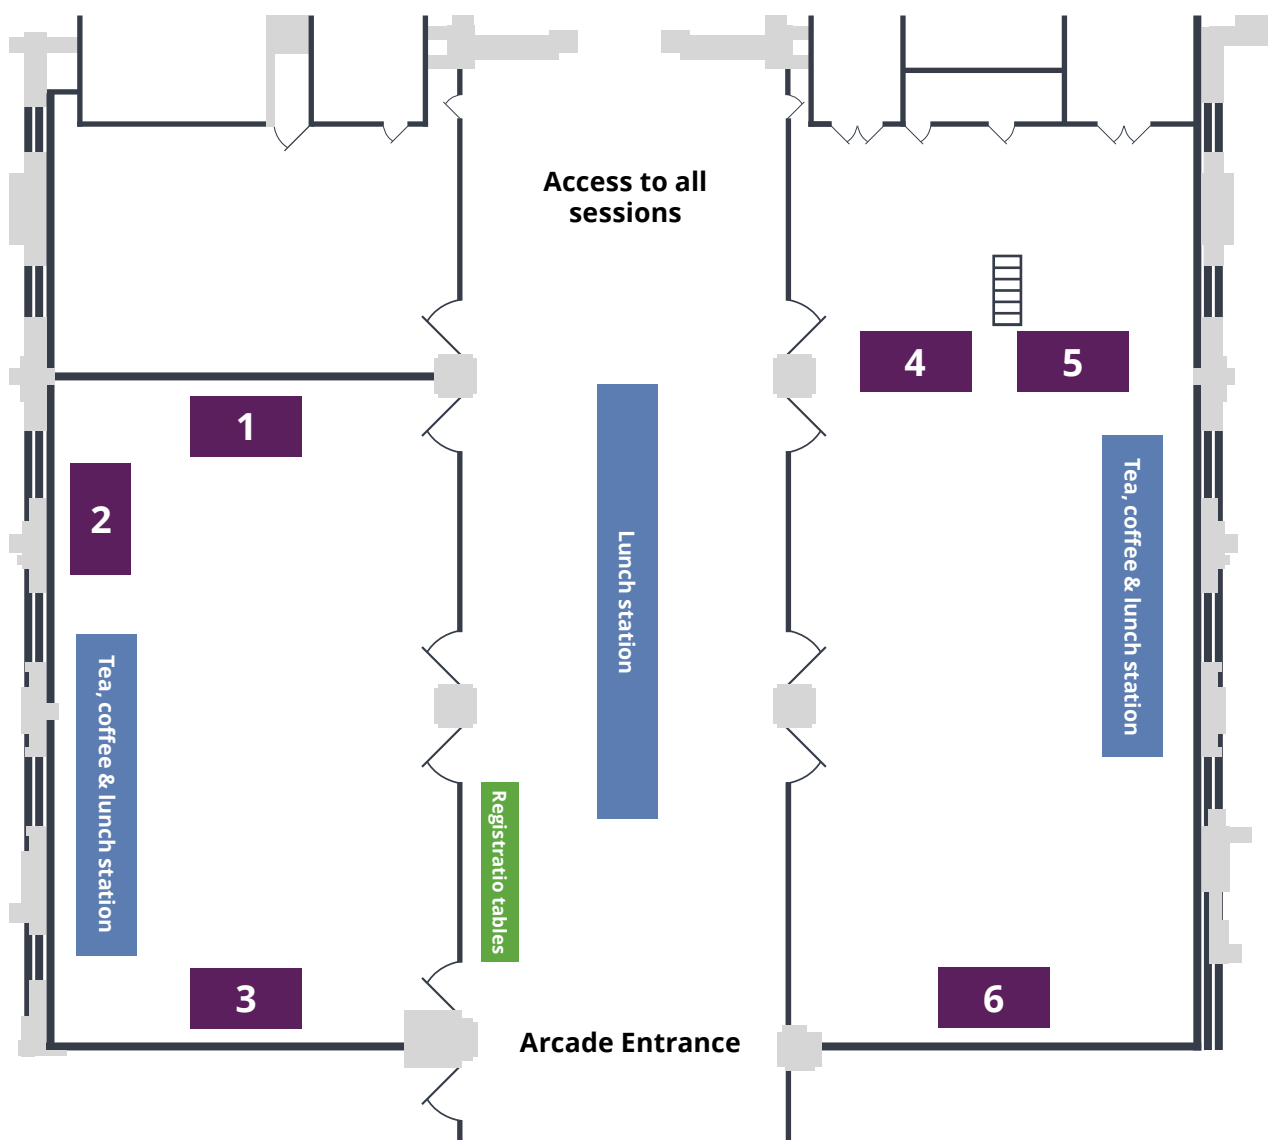 Access to all
sessions
4
5
1
2
Lunch station
Tea, coffee & lunch station
Tea, coffee & lunch station
Registratio tables
3
6
Arcade Entrance